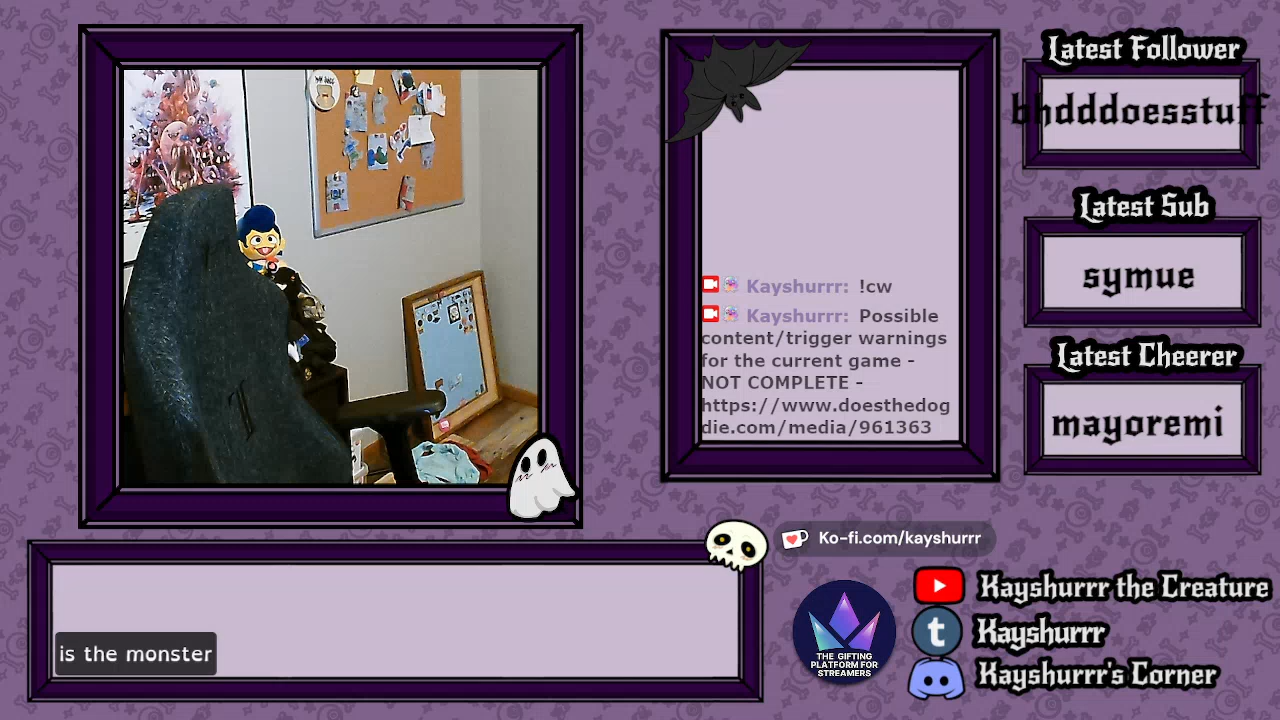 Latest Follower
bhdddoesstuff
Latest Sub
symue
Latest Cheerer
mayoremi
Kayshurrr: !cw
Kayshurrr: Possible
content/trigger warnings
for the current game -
NOT COMPLETE -
https://www.doesthedog
die.com/media/961363
is the monster
Ko-fi.com/kayshurrr
THE GIFTING
PLATFORM FOR
STREAMERS
Kayshurrr the Creature
Kayshurrr
Kayshurrr's Corner